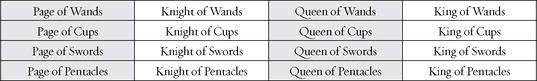 Page of Wands Knight of Wands Queen of Wands King of Wands
Page of Cups Knight of Cups Queen of Cups King of Cups
Page of Swords Knight of Swords Queen of Swords King of Swords
Page of Pentacles Knight of Pentacles Queen of Pentacles King of Pentacles